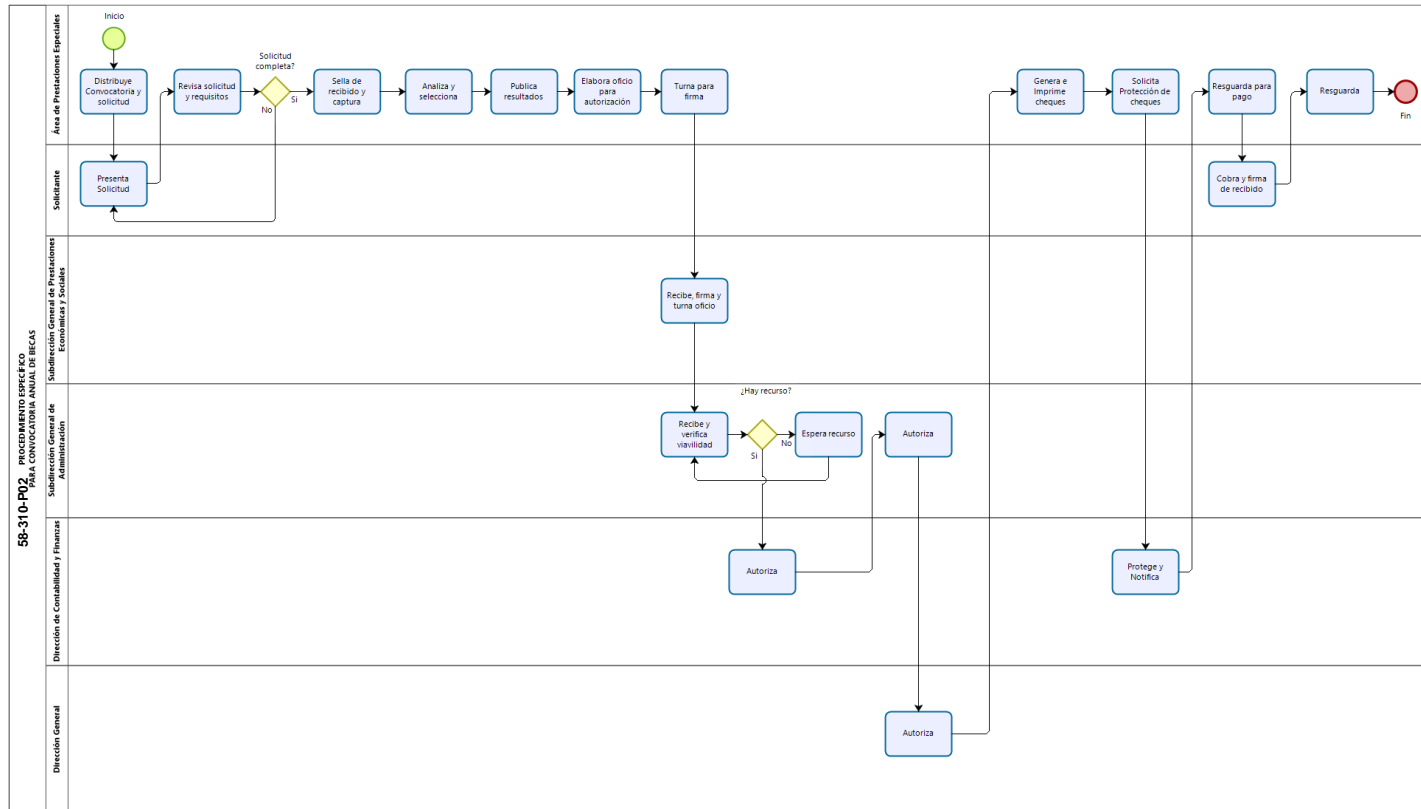 58-310-P02 PROCEDIMIENTO ESPECÍFICO
PARA CONVOCATORIA ANUAL DE BECAS
Área de Prestaciones Especiales
Inicio
Distribuye
Convocatoria y
solicitud
Revisa solicitud
y requisitos
Solicitud
completa?
No
Si
Sella de
recibido y
captura
Analiza y
selecciona
Publica
resultados
Elabora oficio
para
autorización
Turna para
firma
Genera e
Imprime
cheques
Solicita
Protección de
cheques
Resguarda para
pago
Resguarda
Fin
Solicitante
Presenta
Solicitud
Cobra y firma
de recibido
Subdirección General de Prestaciones
Económicas y Sociales
Recibe, firma y
turna oficio
Subdirección General de
Administración
Recibe y
verifica
viavilidad
¿Hay recurso?
No
Si
Espera recurso
Autoriza
Dirección de Contabilidad y Finanzas
Autoriza
Protege y
Notifica
Dirección General
Autoriza